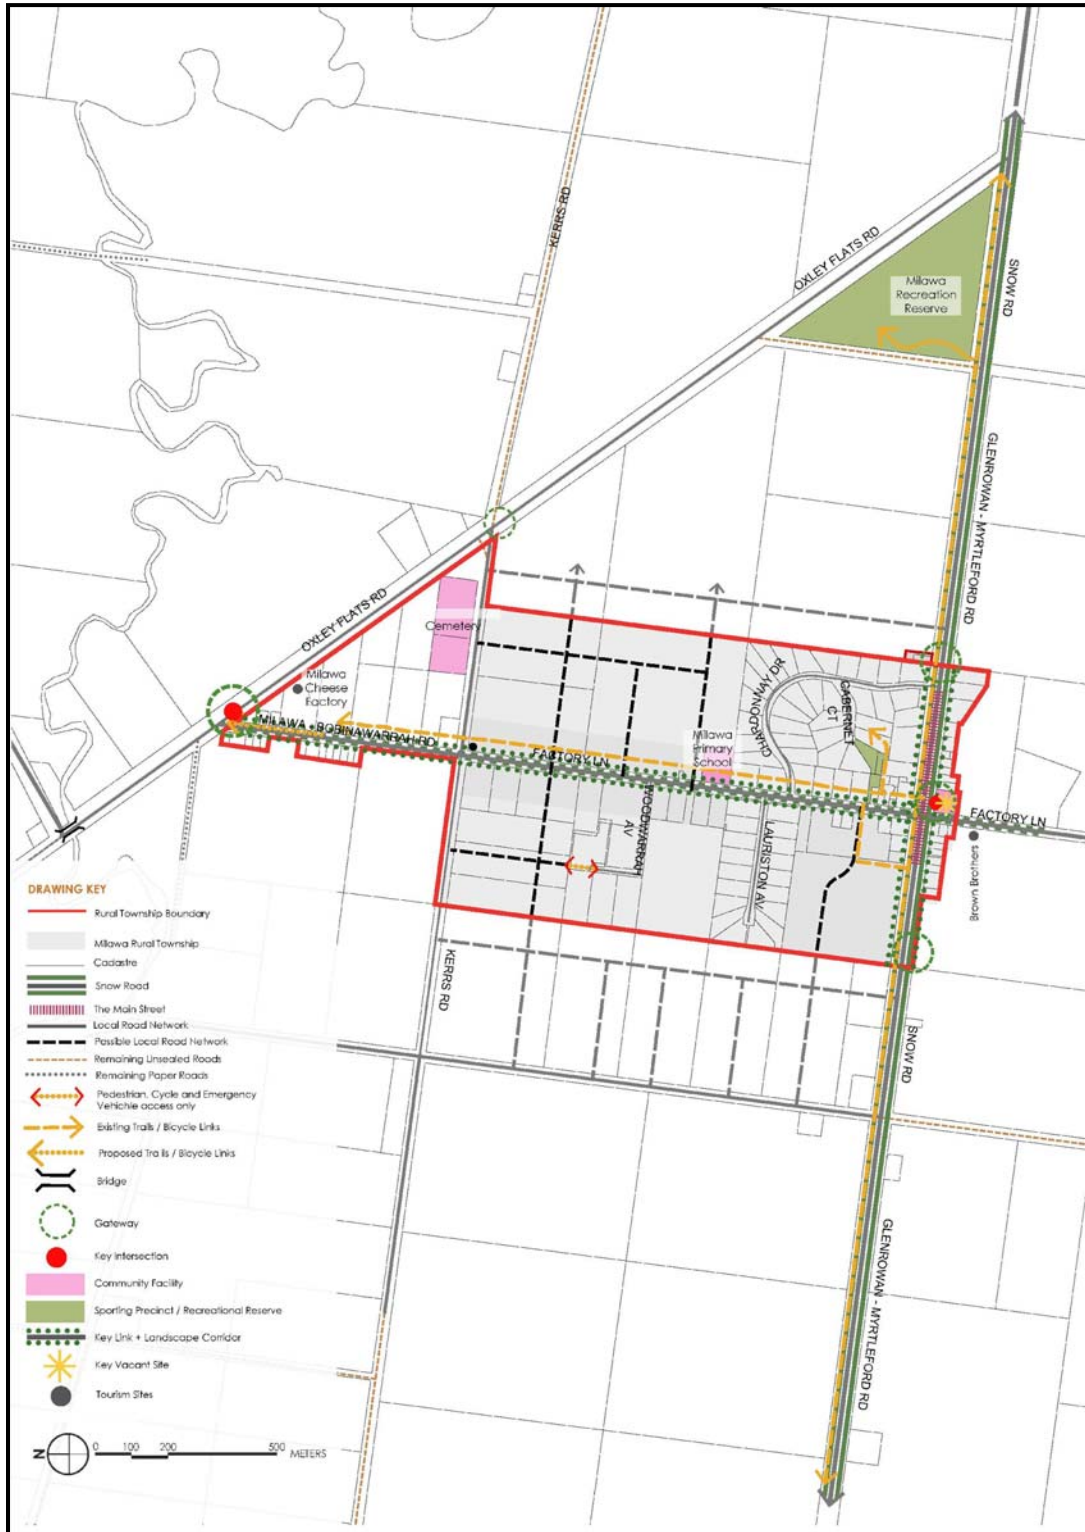 KERRS RD
OXLEY FLATS RD
Milawa
Recreation
Reserve
SNOW RD
GLENROWAN - MYRTLEFORD RD
OXLEY FLATS RD
Cemetery
Milawa
Cheese
Factory
MILAWA - BOBINAWARRAH RD
FACTORY LN
Milawa
Primary
School
CHARDONNAY DR
CABERNET
CT
FACTORY LN
Brown Brothers
WOODWARRAH
AV
LAURISTON AV
KERRS RD
SNOW RD
GLENROWAN - MYRTLEFORD RD
DRAWING KEY
Rural Township Boundary
Milawa Rural Township
Cadastre
Snow Road
The Main Street
Local Road Network
Possible Local Road Network
Remaining Unsealed Roads
Remaining Paper Roads
Pedestrian, Cycle and Emergency
Vehichle access only
Existing Trails / Bicycle Links
Proposed Trails / Bicycle Links
Bridge
Gateway
Key Intersection
Community Facility
Sporting Precinct / Recreational Reserve
Key Link + Landscape Corridor
Key Vacant Site
Tourism Sites
N
0 100 200 500 METERS